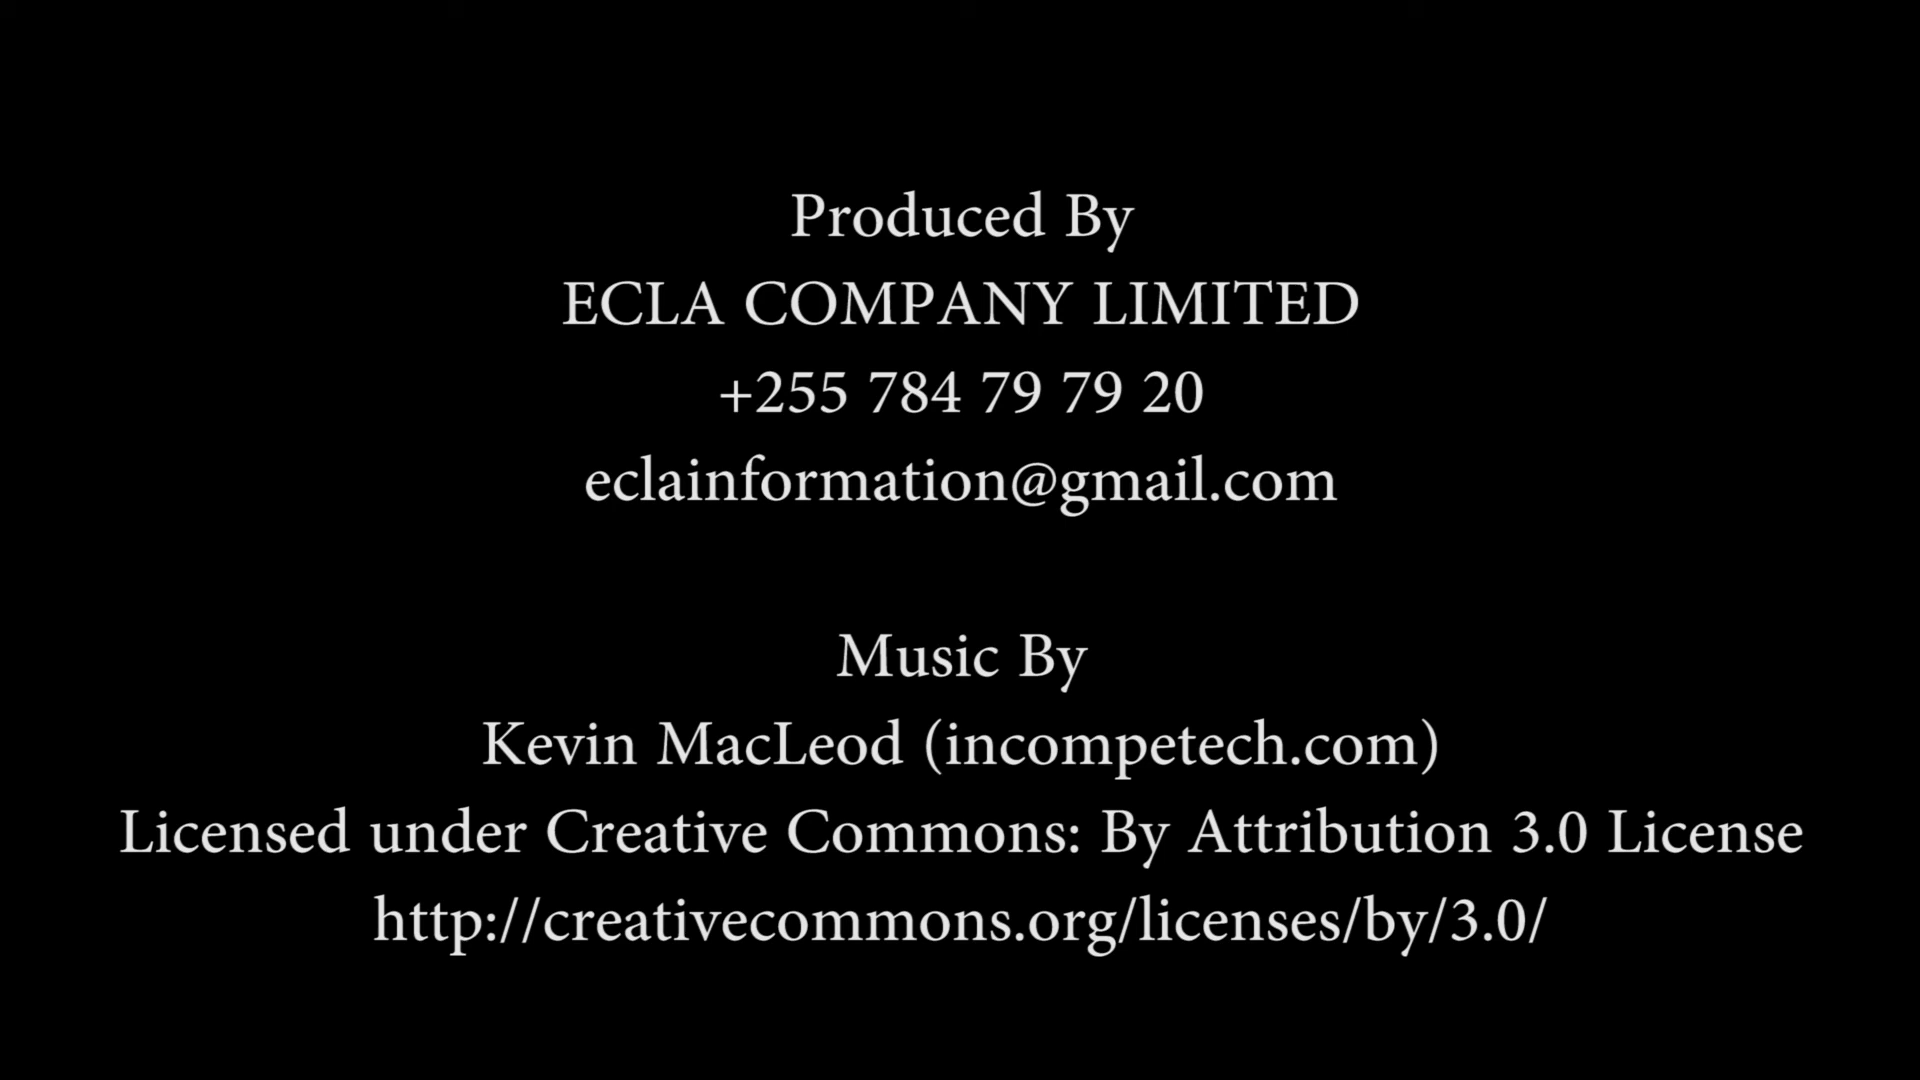 Produced By
ECLA COMPANY LIMITED
+255 784 79 79 20
eclainformation@gmail.com
Music By
Kevin MacLeod (incompetech.com)
Licensed under Creative Commons: By Attribution 3.0 License
http://creativecommons.org/licenses/by/3.0/